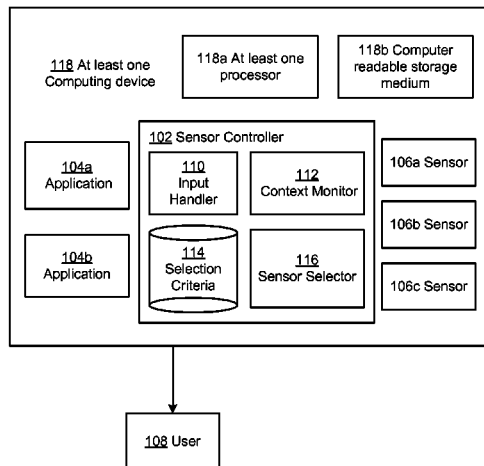 118 At least one
Computing device
118a At least one
processor
118b Computer
readable storage
medium
102 Sensor Controller
104a
Application
110
Input
Handler
112
Context Monitor
106a Sensor
104b
Application
114
Selection
Criteria
116
Sensor Selector
106b Sensor
106c Sensor
108 User